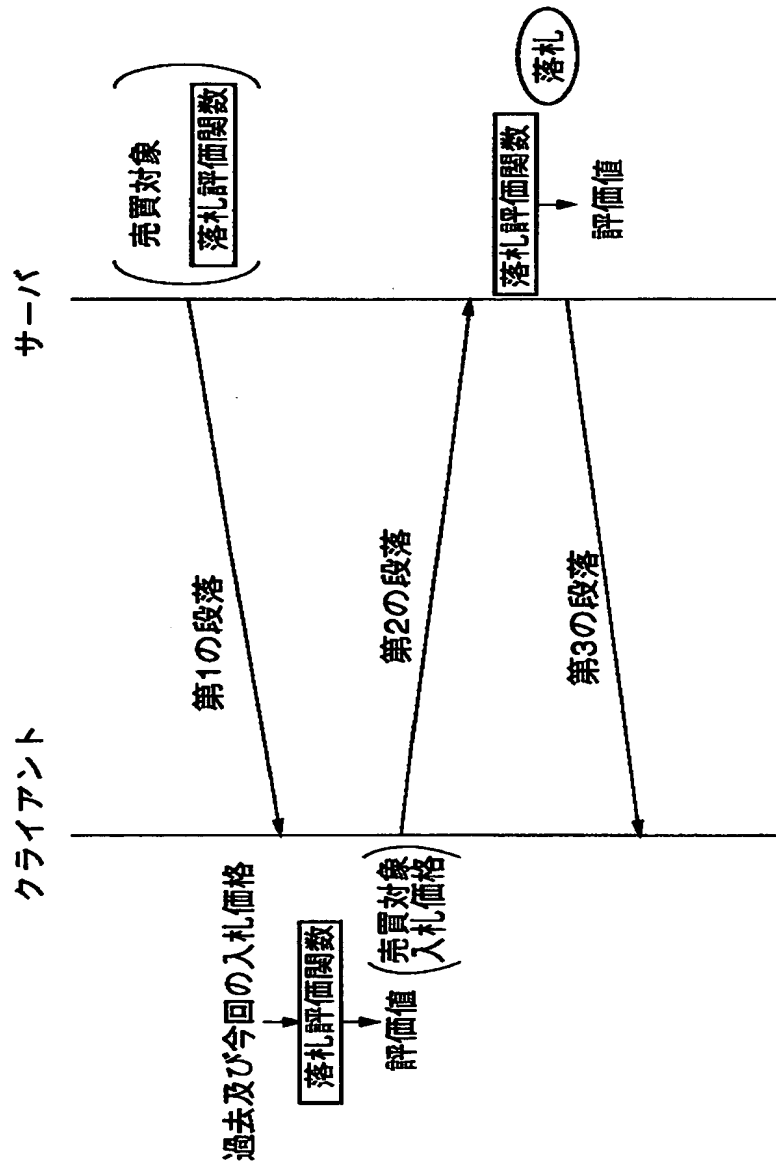 クライアント
サーバ
売買対象
落札評価関数
第1の段落
過去及び今回の入札価格
落札評価関数
評価値
売買対象
入札価格
第2の段落
落札評価関数
評価値
落札
第3の段落